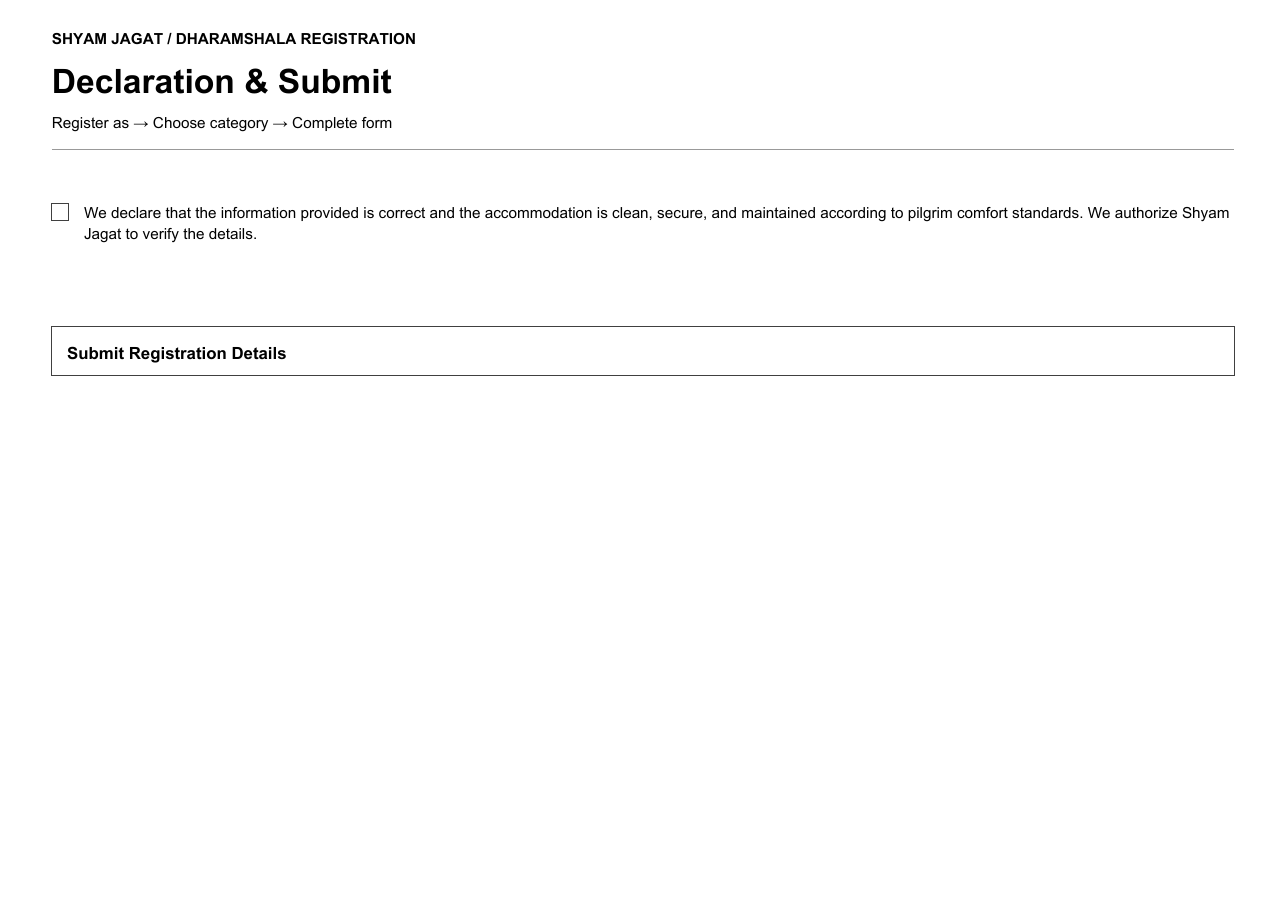 SHYAM JAGAT / DHARAMSHALA REGISTRATION
Declaration & Submit
Register as → Choose category → Complete form
We declare that the information provided is correct and the accommodation is clean, secure, and maintained according to pilgrim comfort standards. We authorize Shyam
Jagat to verify the details.
Submit Registration Details